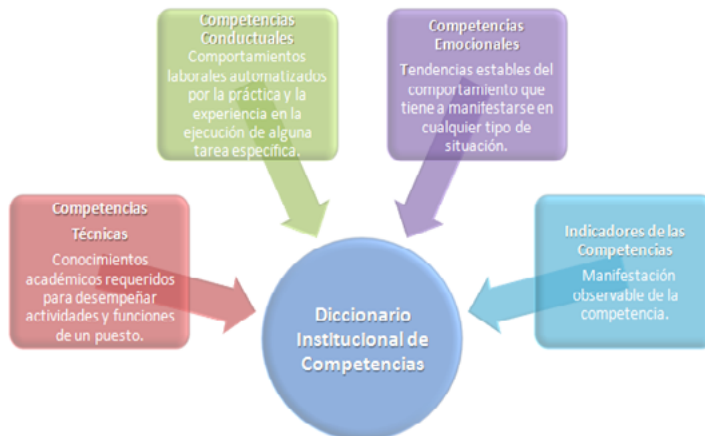 Competencias
Conductuales
Comportamientos
laborales automatizados
por la práctica y la
experiencia en la
ejecución de alguna
tarea específica.
Competencias
Emocionales
Tendencias estables del
comportamiento que
tiene a manifestarse en
cualquier tipo de
situación.
Competencias
Técnicas
Conocimientos
académicos requeridos
para desempeñar
actividades y funciones
de un puesto.
Indicadores de las
Competencias
Manifestación
observable de la
competencia.
Diccionario
Institucional de
Competencias